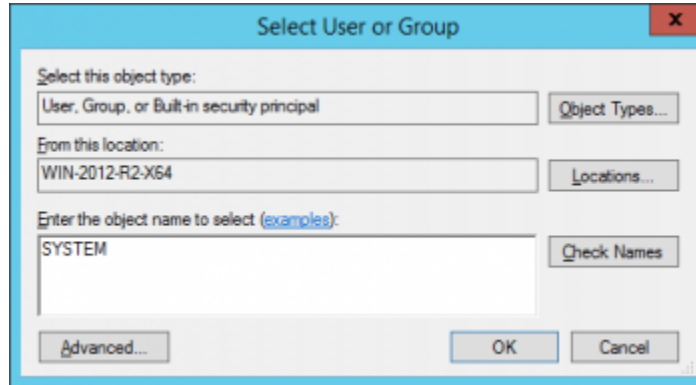 Select User or Group
x
Select this object type:
User, Group, or Built-in security principal
Object Types...
From this location:
WIN-2012-R2-X64
Locations...
Enter the object name to select (examples):
SYSTEM
Check Names
Advanced...
OK
Cancel